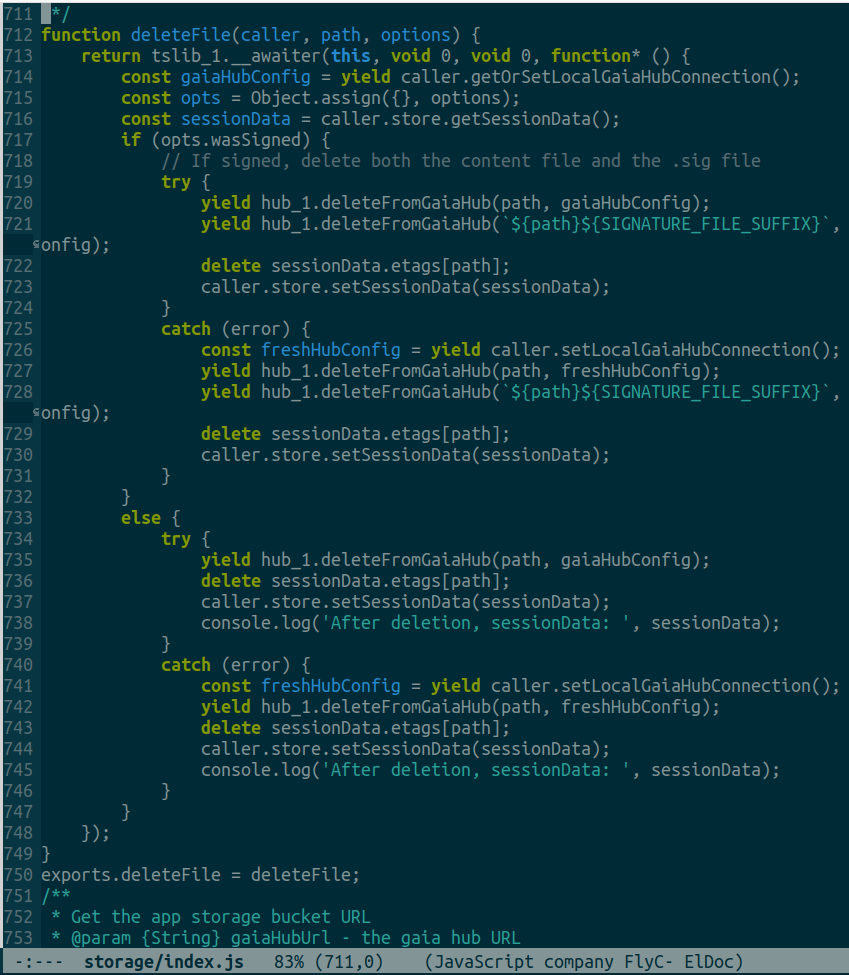 711  */
712 function deleteFile(caller, path, options) {
713     return tslib_1.__awaiter(this, void 0, void 0, function* () {
714         const gaiaHubConfig = yield caller.getOrSetLocalGaiaHubConnection();
715         const opts = Object.assign({}, options);
716         const sessionData = caller.store.getSessionData();
717         if (opts.wasSigned) {
718             // If signed, delete both the content file and the .sig file
719             try {
720                 yield hub_1.deleteFromGaiaHub(path, gaiaHubConfig);
721                 yield hub_1.deleteFromGaiaHub(`${path}${SIGNATURE_FILE_SUFFIX}`,
onfig);
722                 delete sessionData.etags[path];
723                 caller.store.setSessionData(sessionData);
724             }
725             catch (error) {
726                 const freshHubConfig = yield caller.setLocalGaiaHubConnection();
727                 yield hub_1.deleteFromGaiaHub(path, freshHubConfig);
728                 yield hub_1.deleteFromGaiaHub(`${path}${SIGNATURE_FILE_SUFFIX}`,
onfig);
729                 delete sessionData.etags[path];
730                 caller.store.setSessionData(sessionData);
731             }
732         }
733         else {
734             try {
735                 yield hub_1.deleteFromGaiaHub(path, gaiaHubConfig);
736                 delete sessionData.etags[path];
737                 caller.store.setSessionData(sessionData);
738                 console.log('After deletion, sessionData: ', sessionData);
739             }
740             catch (error) {
741                 const freshHubConfig = yield caller.setLocalGaiaHubConnection();
742                 yield hub_1.deleteFromGaiaHub(path, freshHubConfig);
743                 delete sessionData.etags[path];
744                 caller.store.setSessionData(sessionData);
745                 console.log('After deletion, sessionData: ', sessionData);
746             }
747         }
748     });
749 }
750 exports.deleteFile = deleteFile;
751 /**
752  * Get the app storage bucket URL
753  * @param {String} gaiaHubUrl - the gaia hub URL
-:---  storage/index.js   83% (711,0)    (JavaScript company FlyC- ElDoc)